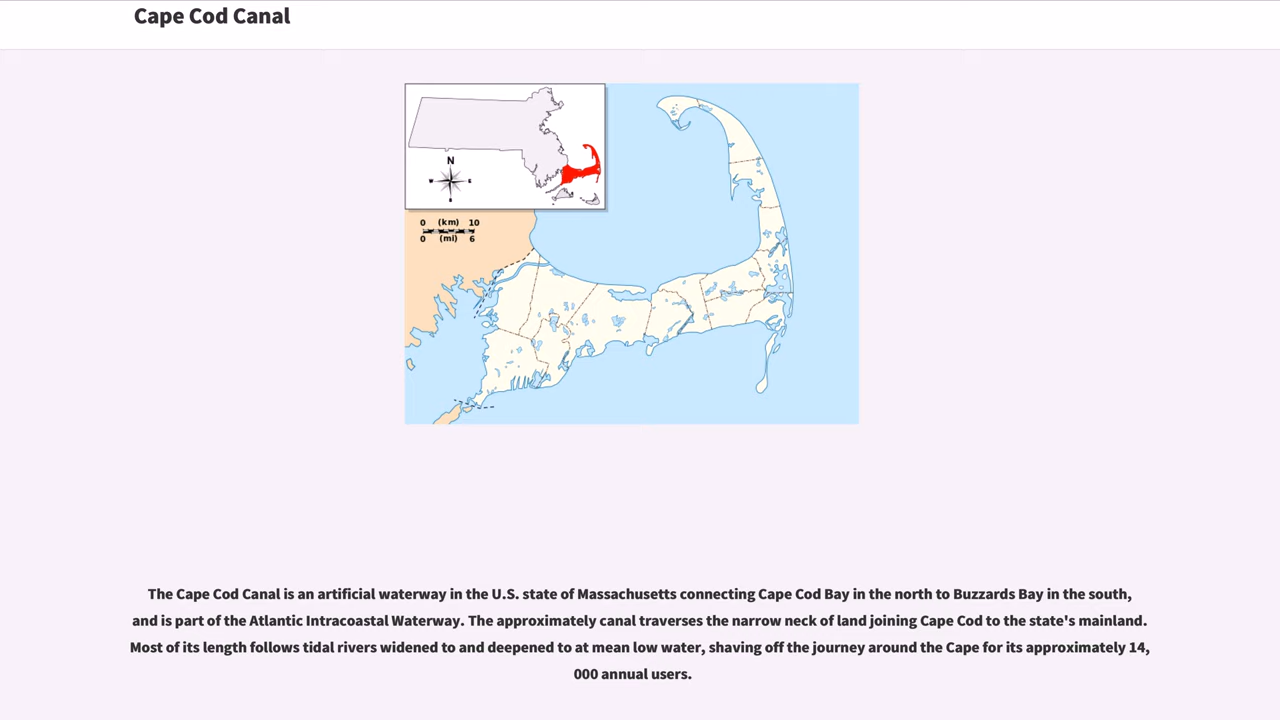 Cape Cod Canal
N
W E
S
0 (km) 10
0 (mi) 6
The Cape Cod Canal is an artificial waterway in the U.S. state of Massachusetts connecting Cape Cod Bay in the north to Buzzards Bay in the south,
and is part of the Atlantic Intracoastal Waterway. The approximately canal traverses the narrow neck of land joining Cape Cod to the state's mainland.
Most of its length follows tidal rivers widened to and deepened to at mean low water, shaving off the journey around the Cape for its approximately 14,
000 annual users.